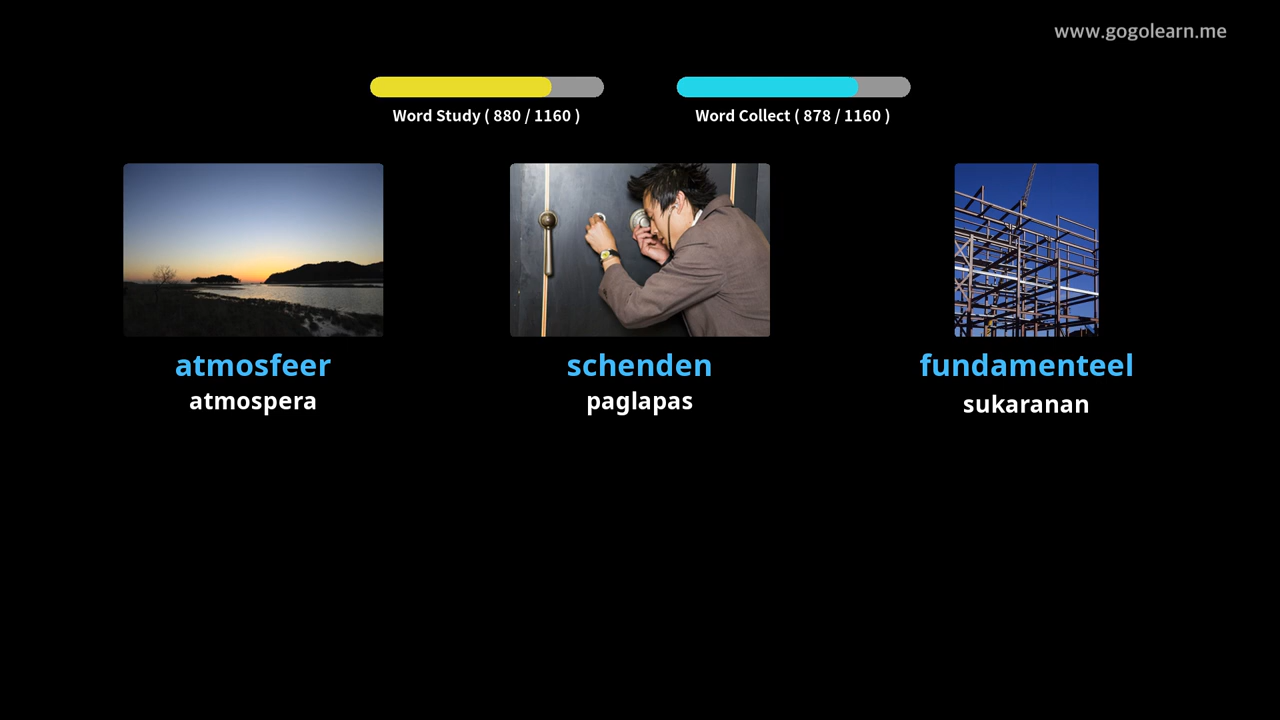 www.gogolearn.me
Word Study ( 880 / 1160 )
Word Collect ( 878 / 1160 )
atmosfeer
atmospera
schenden
paglapas
fundamenteel
sukaranan